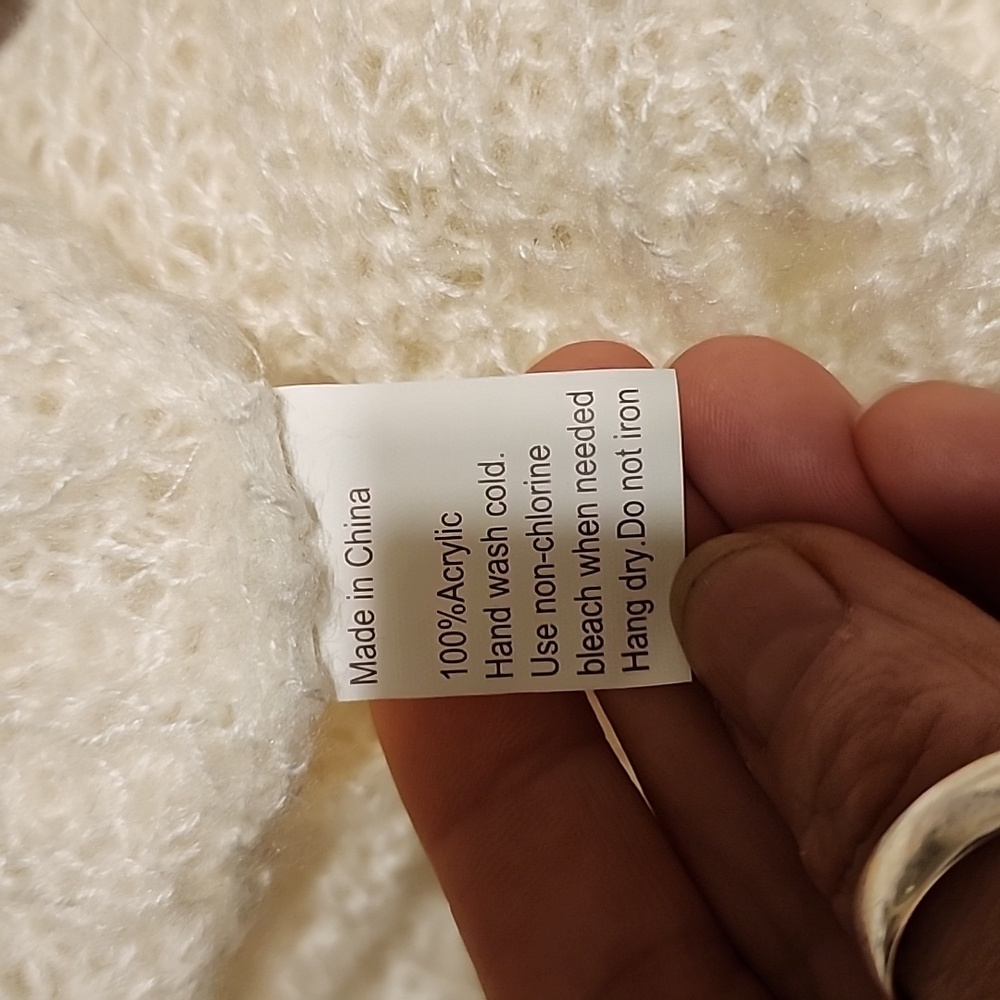 Made in China
100%Acrylic
Hand wash cold.
Use non-chlorine
bleach when needed
Hang dry.Do not iron